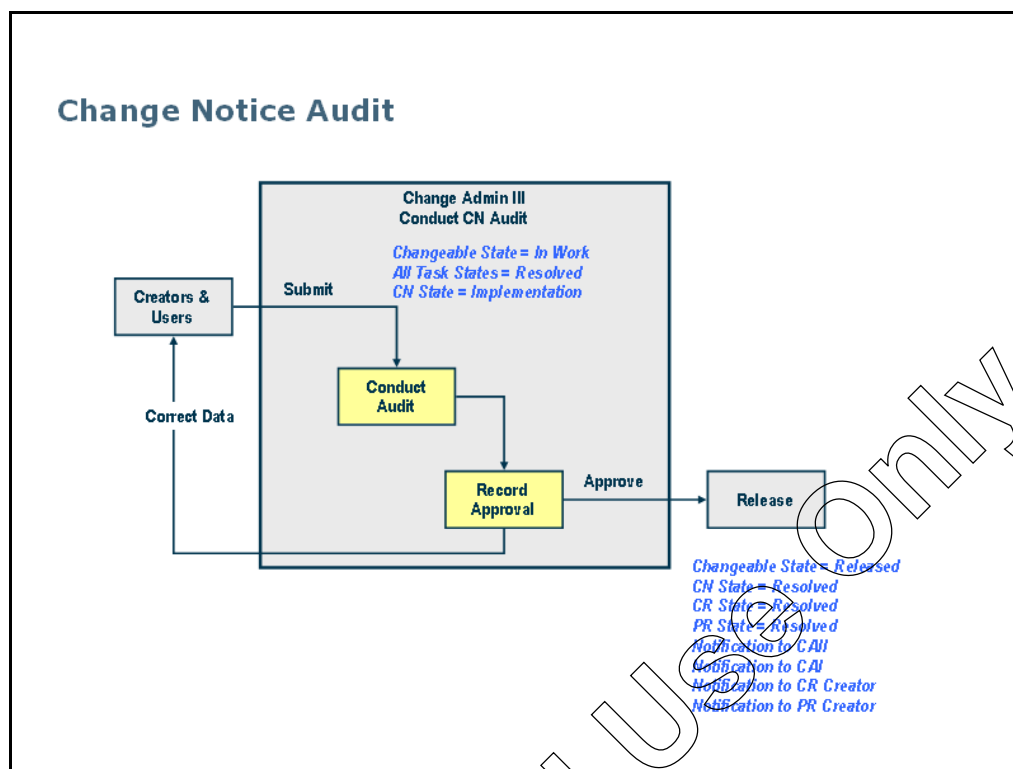 Change Notice Audit
Change Admin III
Conduct CN Audit
Changeable State = In Work
All Task States = Resolved
CN State = Implementation
Creators &
Users
Submit
Conduct
Audit
Correct Data
Record
Approval
Approve
Release
Changeable State = Released
CN State = Resolved
CR State = Resolved
PR State = Resolved
Notification to CAII
Notification to CAI
Notification to CR Creator
Notification to PR Creator
Use Only